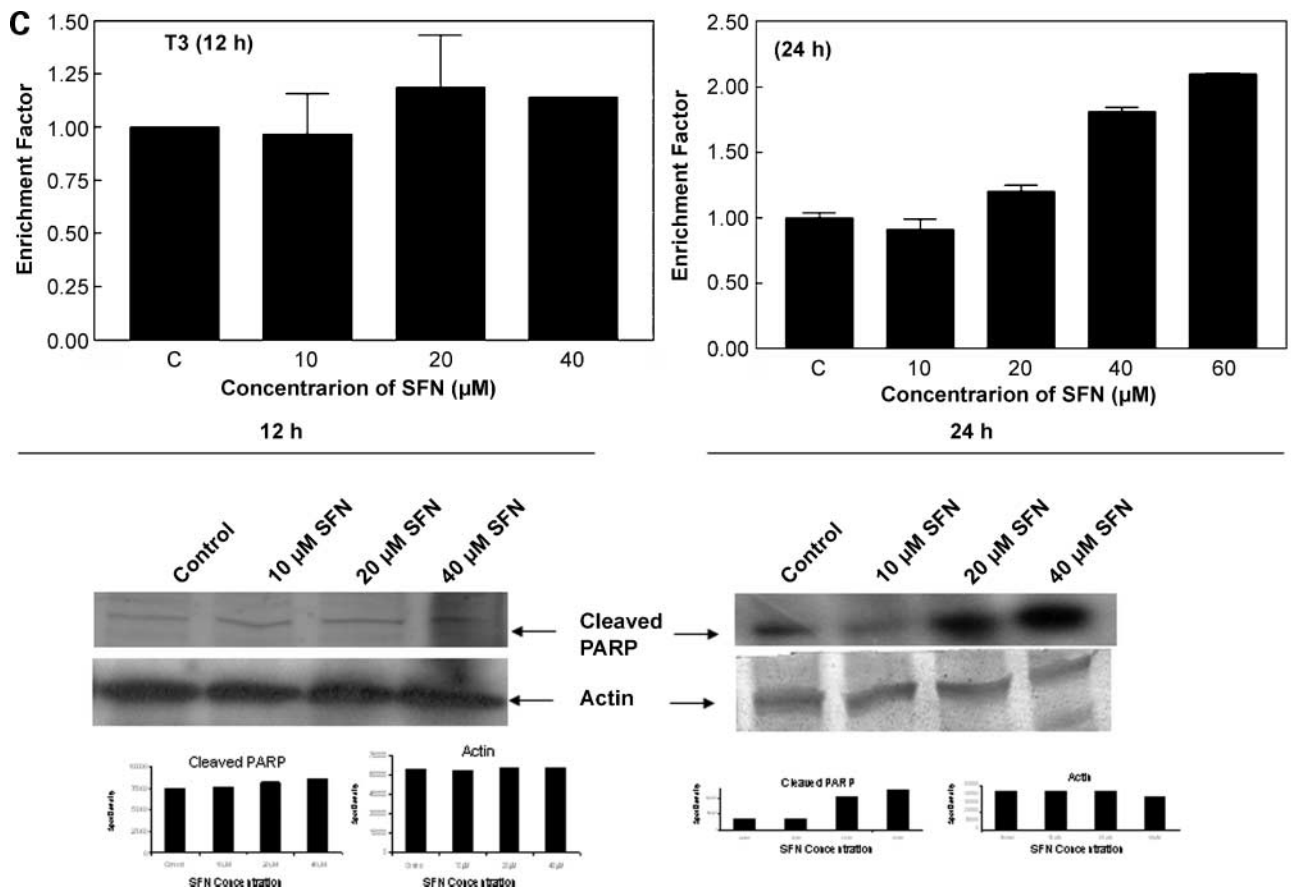 C
T3 (12 h)
Enrichment Factor
1.50
1.25
1.00
0.75
0.50
0.25
0.00
C 10 20 40
Concentrarion of SFN (µM)
(24 h)
Enrichment Factor
2.50
2.00
1.50
1.00
0.50
0.00
C 10 20 40 60
Concentrarion of SFN (µM)
12 h
24 h
Control 10 µM SFN 20 µM SFN 40 µM SFN
Control 10 µM SFN 20 µM SFN 40 µM SFN
Cleaved
PARP
Actin
Cleaved PARP
SFN Concentration
Actin
SFN Concentration
Cleaved PARP
SFN Concentration
Actin
SFN Concentration